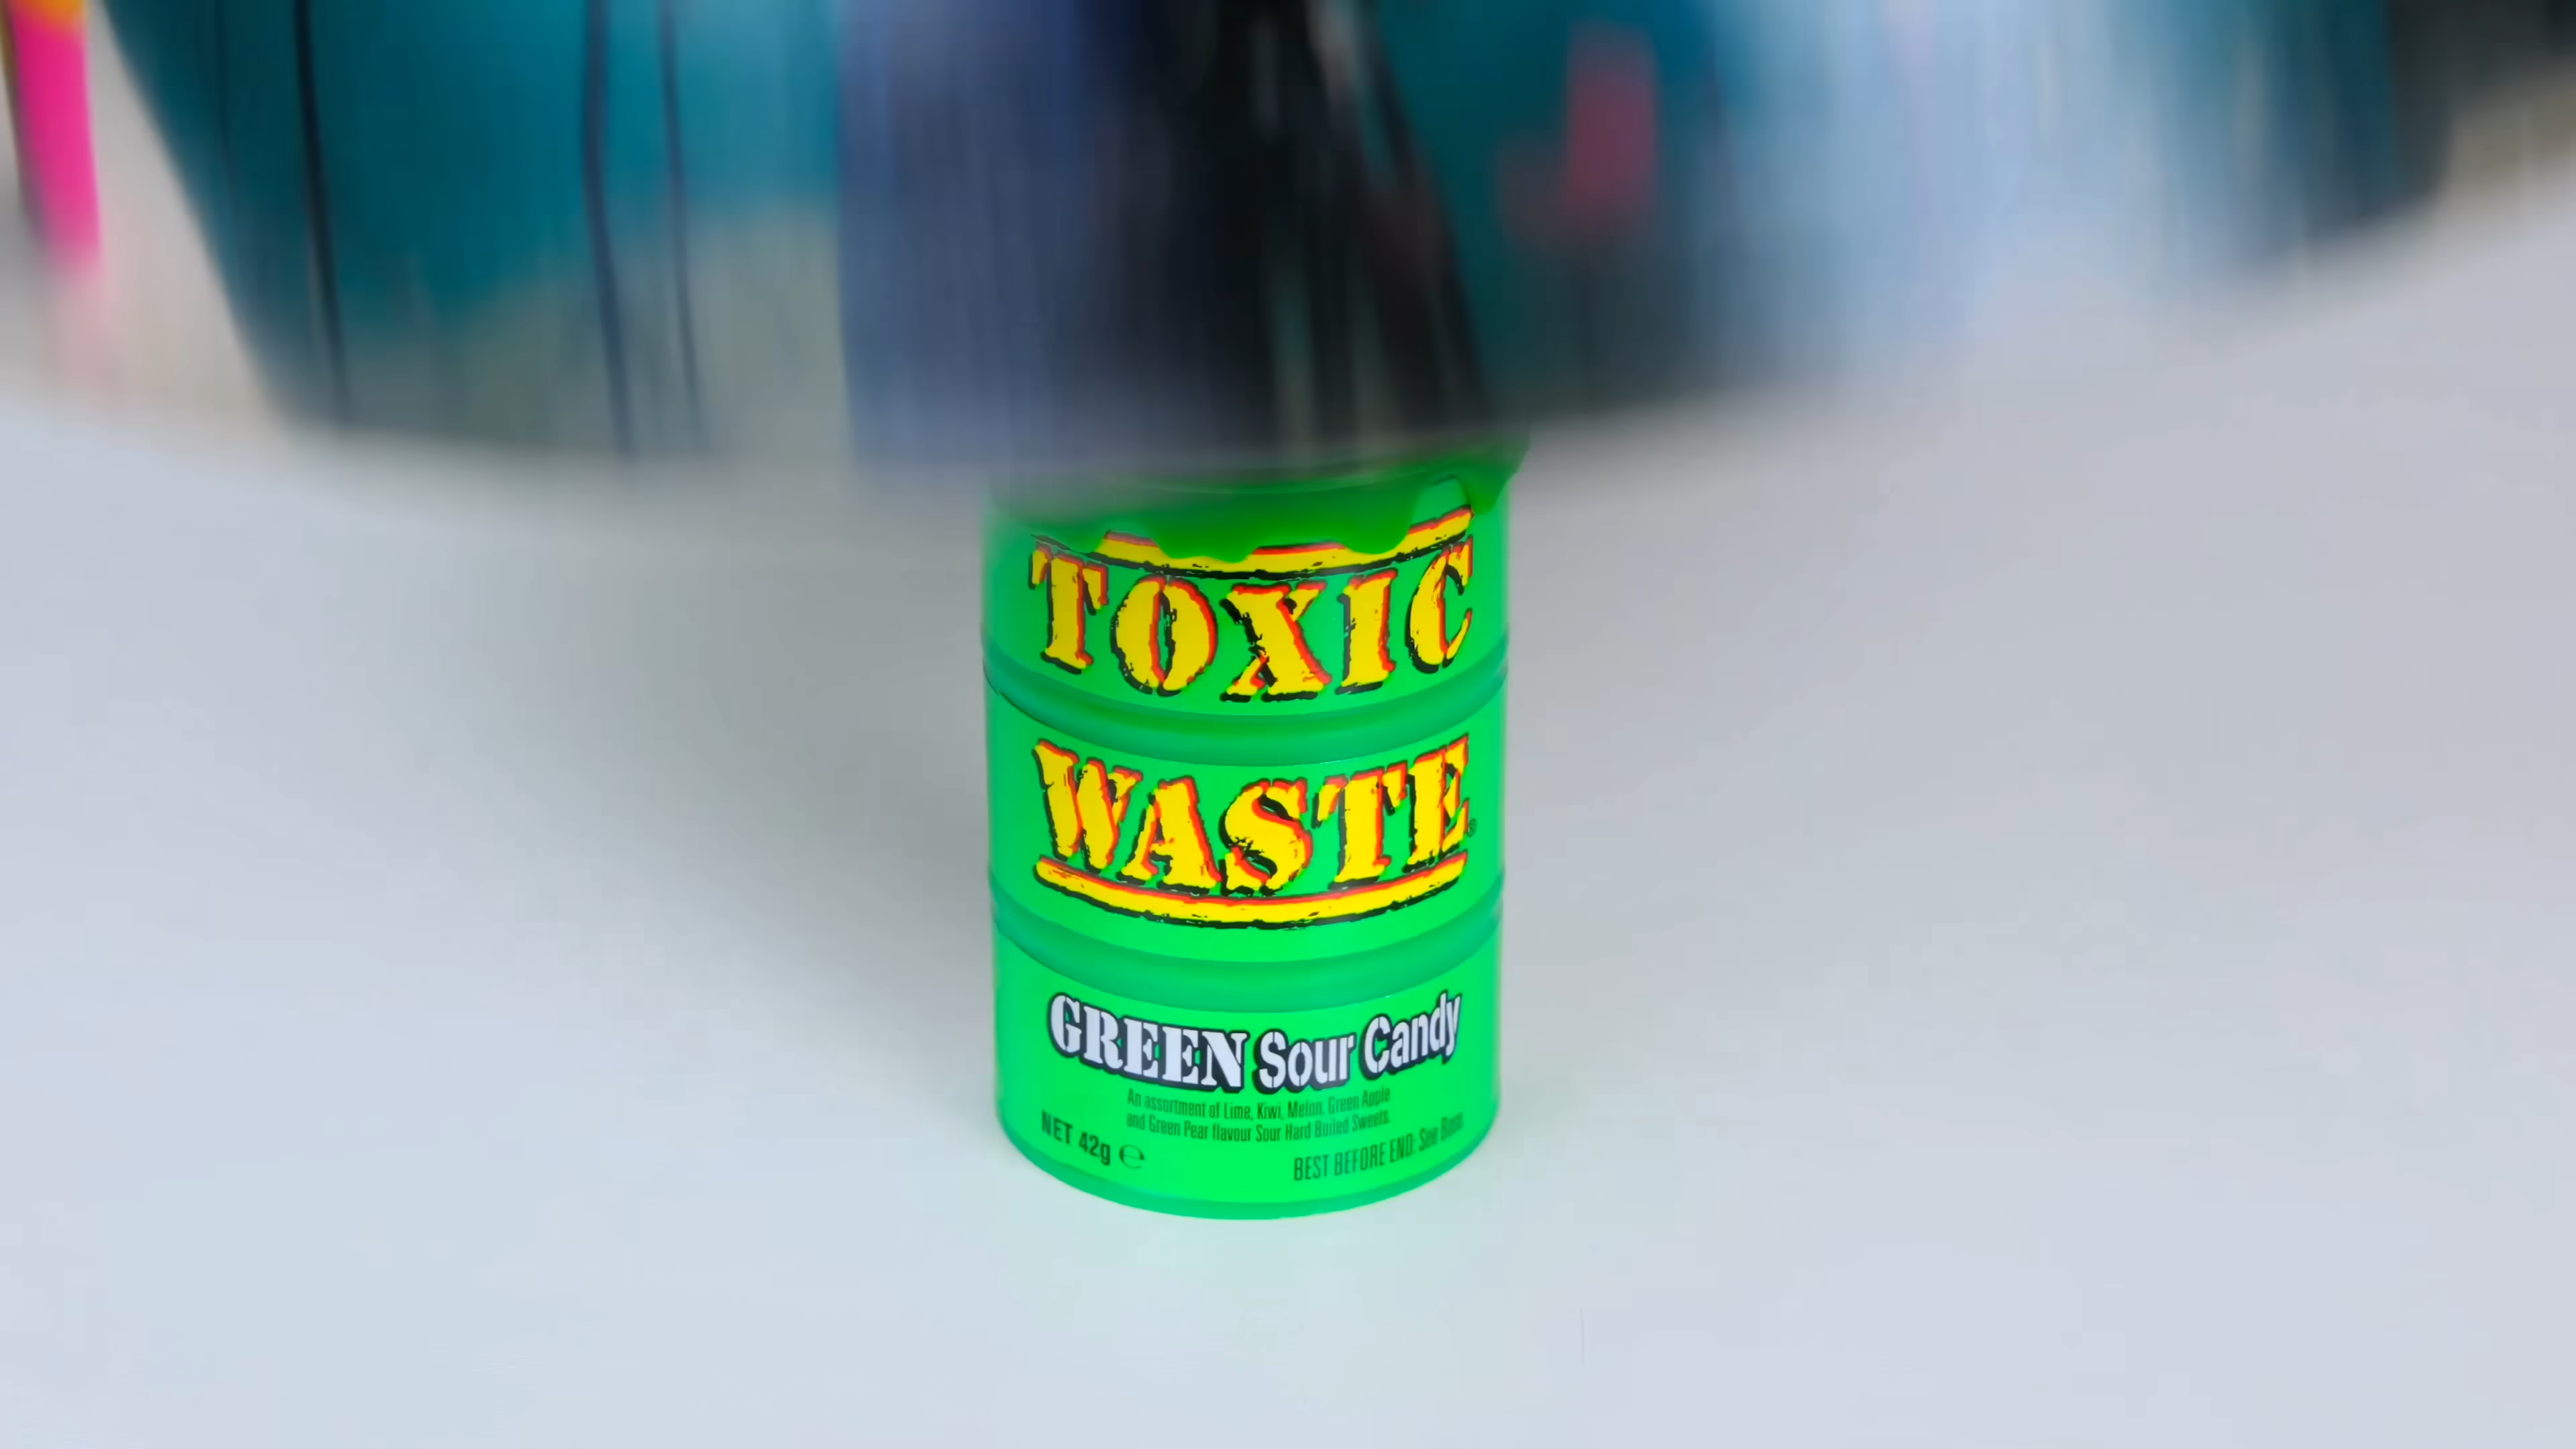 TOXIC
WASTE®
GREEN Sour Candy
An assortment of Lime, Kiwi, Melon, Green Apple
and Green Pear flavour Sour Hard Boiled Sweets.
NET 42g ℮
BEST BEFORE END: See Base